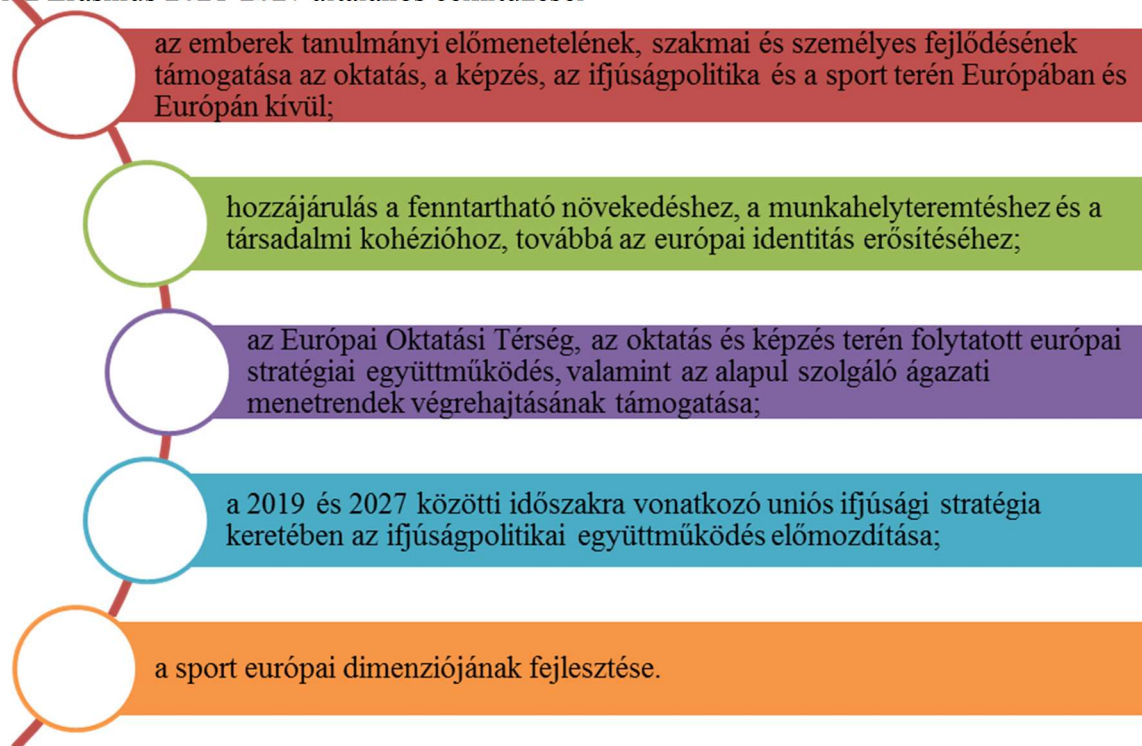 az emberek tanulmányi előmenetelének, szakmai és személyes fejlődésének
támogatása az oktatás, a képzés, az ifjúságpolitika és a sport terén Európában és
Európán kívül;
hozzájárulás a fenntartható növekedéshez, a munkahelyteremtéshez és a
társadalmi kohézióhoz, továbbá az európai identitás erősítéséhez;
az Európai Oktatási Térség, az oktatás és képzés terén folytatott európai
stratégiai együttműködés, valamint az alapul szolgáló ágazati
menetrendek végrehajtásának támogatása;
a 2019 és 2027 közötti időszakra vonatkozó uniós ifjúsági stratégia
keretében az ifjúságpolitikai együttműködés előmozdítása;
a sport európai dimenziójának fejlesztése.